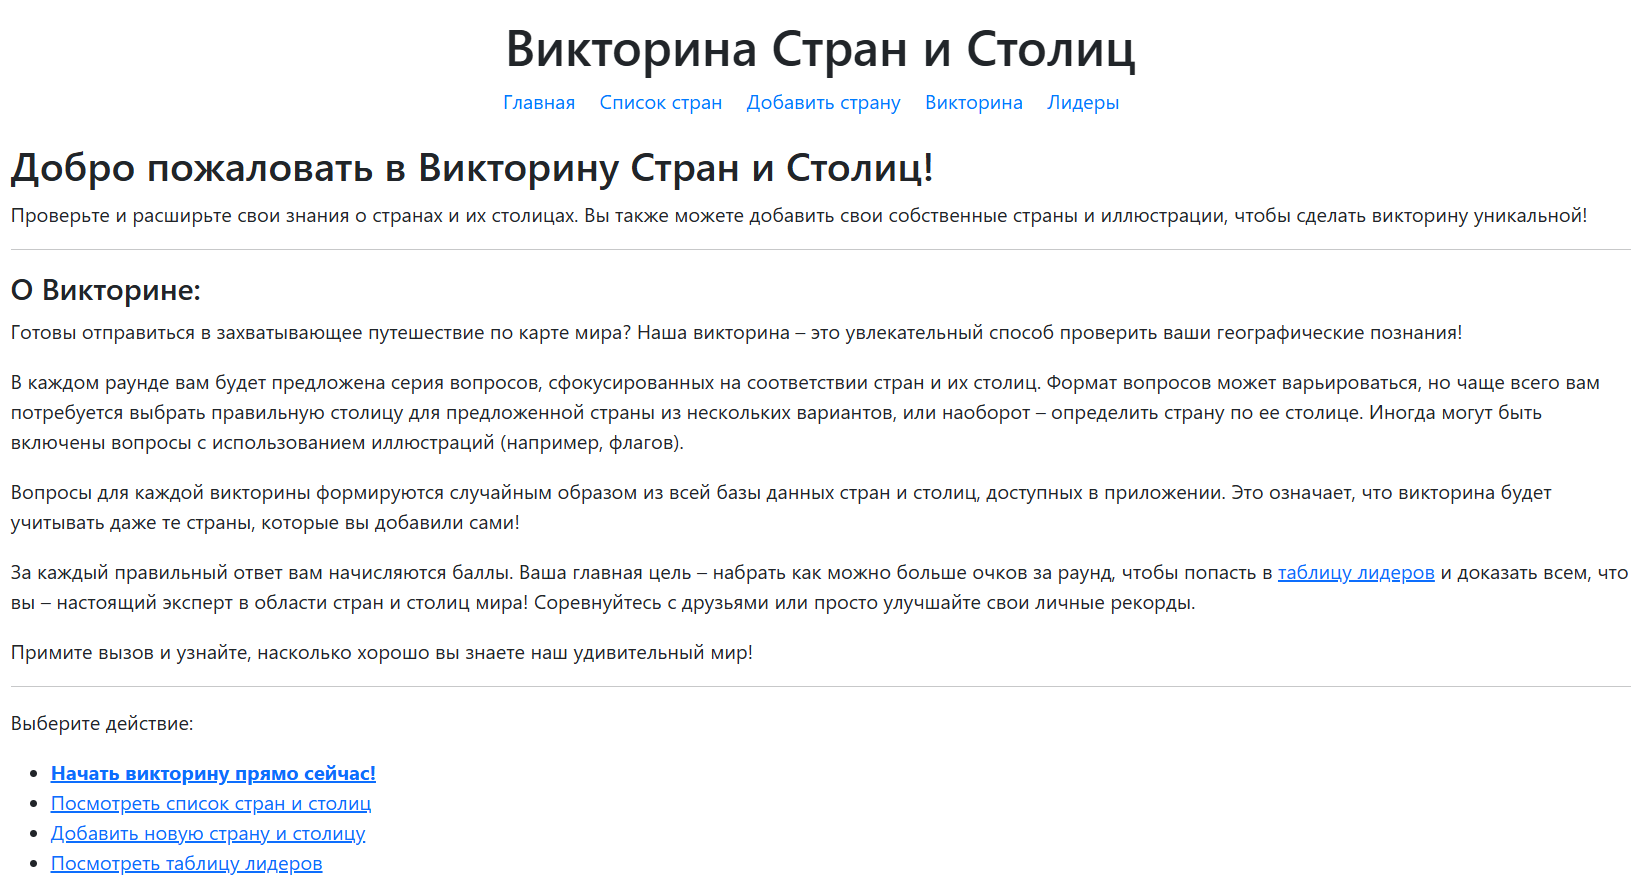 Викторина Стран и Столиц
Главная Список стран Добавить страну Викторина Лидеры
Добро пожаловать в Викторину Стран и Столиц!
Проверьте и расширьте свои знания о странах и их столицах. Вы также можете добавить свои собственные страны и иллюстрации, чтобы сделать викторину уникальной!
О Викторине:
Готовы отправиться в захватывающее путешествие по карте мира? Наша викторина – это увлекательный способ проверить ваши географические познания!
В каждом раунде вам будет предложена серия вопросов, сфокусированных на соответствии стран и их столиц. Формат вопросов может варьироваться, но чаще всего вам
потребуется выбрать правильную столицу для предложенной страны из нескольких вариантов, или наоборот – определить страну по ее столице. Иногда могут быть
включены вопросы с использованием иллюстраций (например, флагов).
Вопросы для каждой викторины формируются случайным образом из всей базы данных стран и столиц, доступных в приложении. Это означает, что викторина будет
учитывать даже те страны, которые вы добавили сами!
За каждый правильный ответ вам начисляются баллы. Ваша главная цель – набрать как можно больше очков за раунд, чтобы попасть в таблицу лидеров и доказать всем, что
вы – настоящий эксперт в области стран и столиц мира! Соревнуйтесь с друзьями или просто улучшайте свои личные рекорды.
Примите вызов и узнайте, насколько хорошо вы знаете наш удивительный мир!
Выберите действие:
• Начать викторину прямо сейчас!
• Посмотреть список стран и столиц
• Добавить новую страну и столицу
• Посмотреть таблицу лидеров